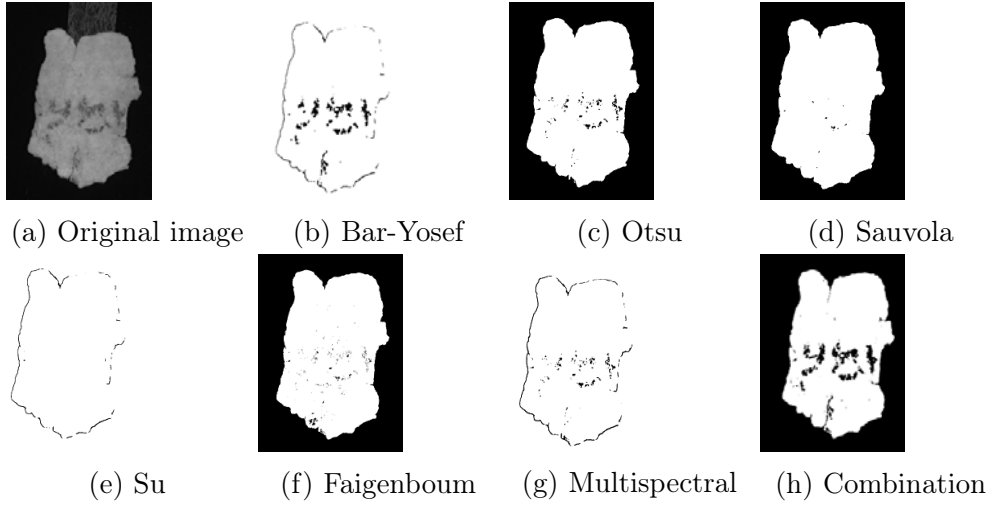 (a) Original image (b) Bar-Yosef (c) Otsu (d) Sauvola
(e) Su (f) Faigenboum (g) Multispectral (h) Combination